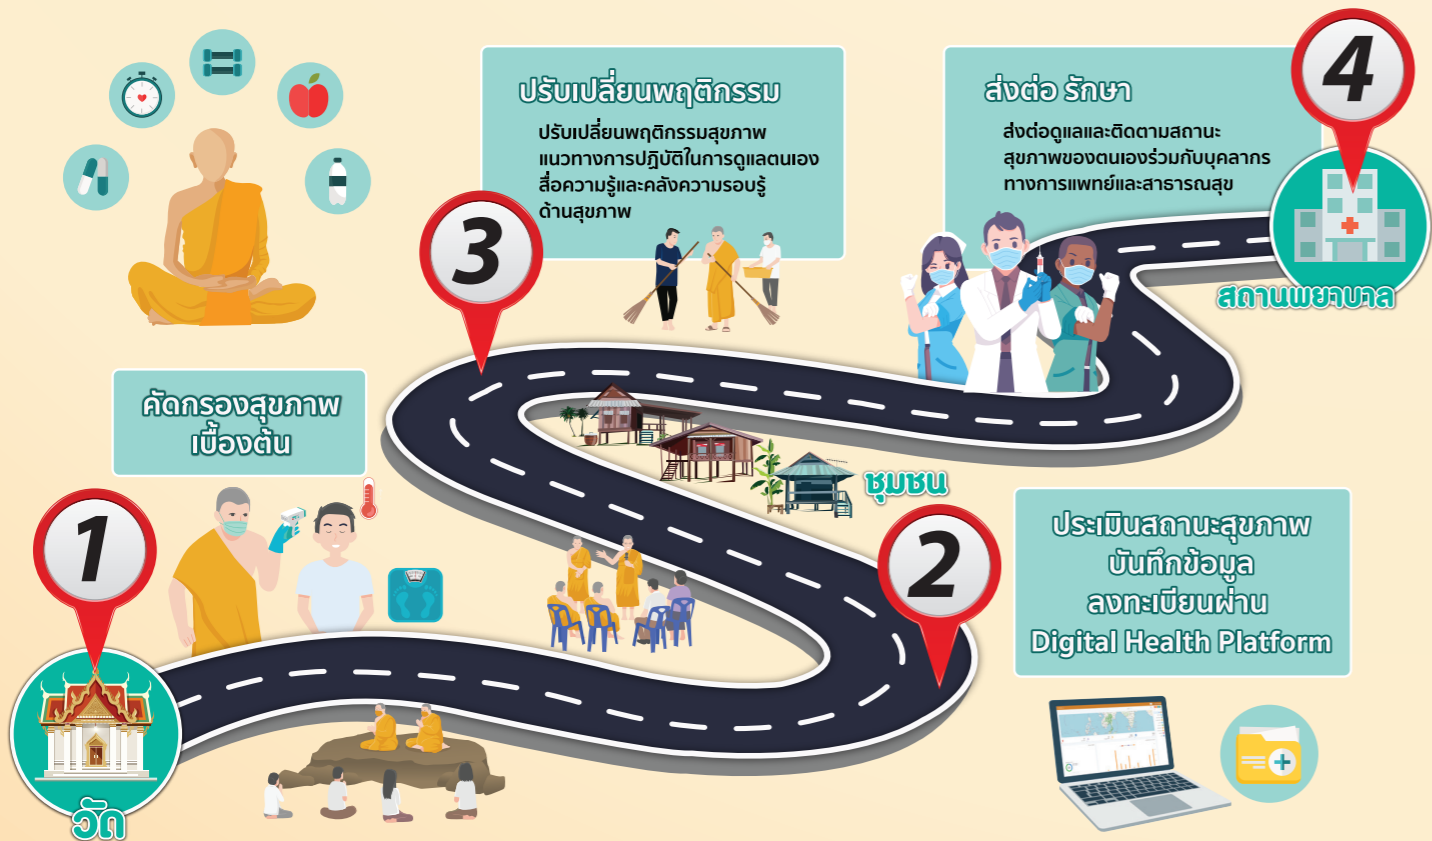 1
คัดกรองสุขภาพ
เบื้องต้น
วัด
2
ประเมินสถานะสุขภาพ
บันทึกข้อมูล
ลงทะเบียนผ่าน
Digital Health Platform
ชุมชน
3
ปรับเปลี่ยนพฤติกรรม
ปรับเปลี่ยนพฤติกรรมสุขภาพ
แนวทางการปฏิบัติในการดูแลตนเอง
สื่อความรู้และคลังความรอบรู้
ด้านสุขภาพ
4
ส่งต่อ รักษา
ส่งต่อดูแลและติดตามสถานะ
สุขภาพของตนเองร่วมกับบุคลากร
ทางการแพทย์และสาธารณสุข
สถานพยาบาล